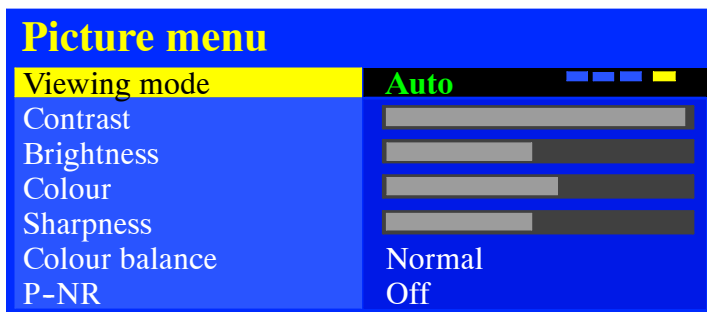 Picture menu
Viewing mode Auto
Contrast
Brightness
Colour
Sharpness
Colour balance Normal
P-NR Off